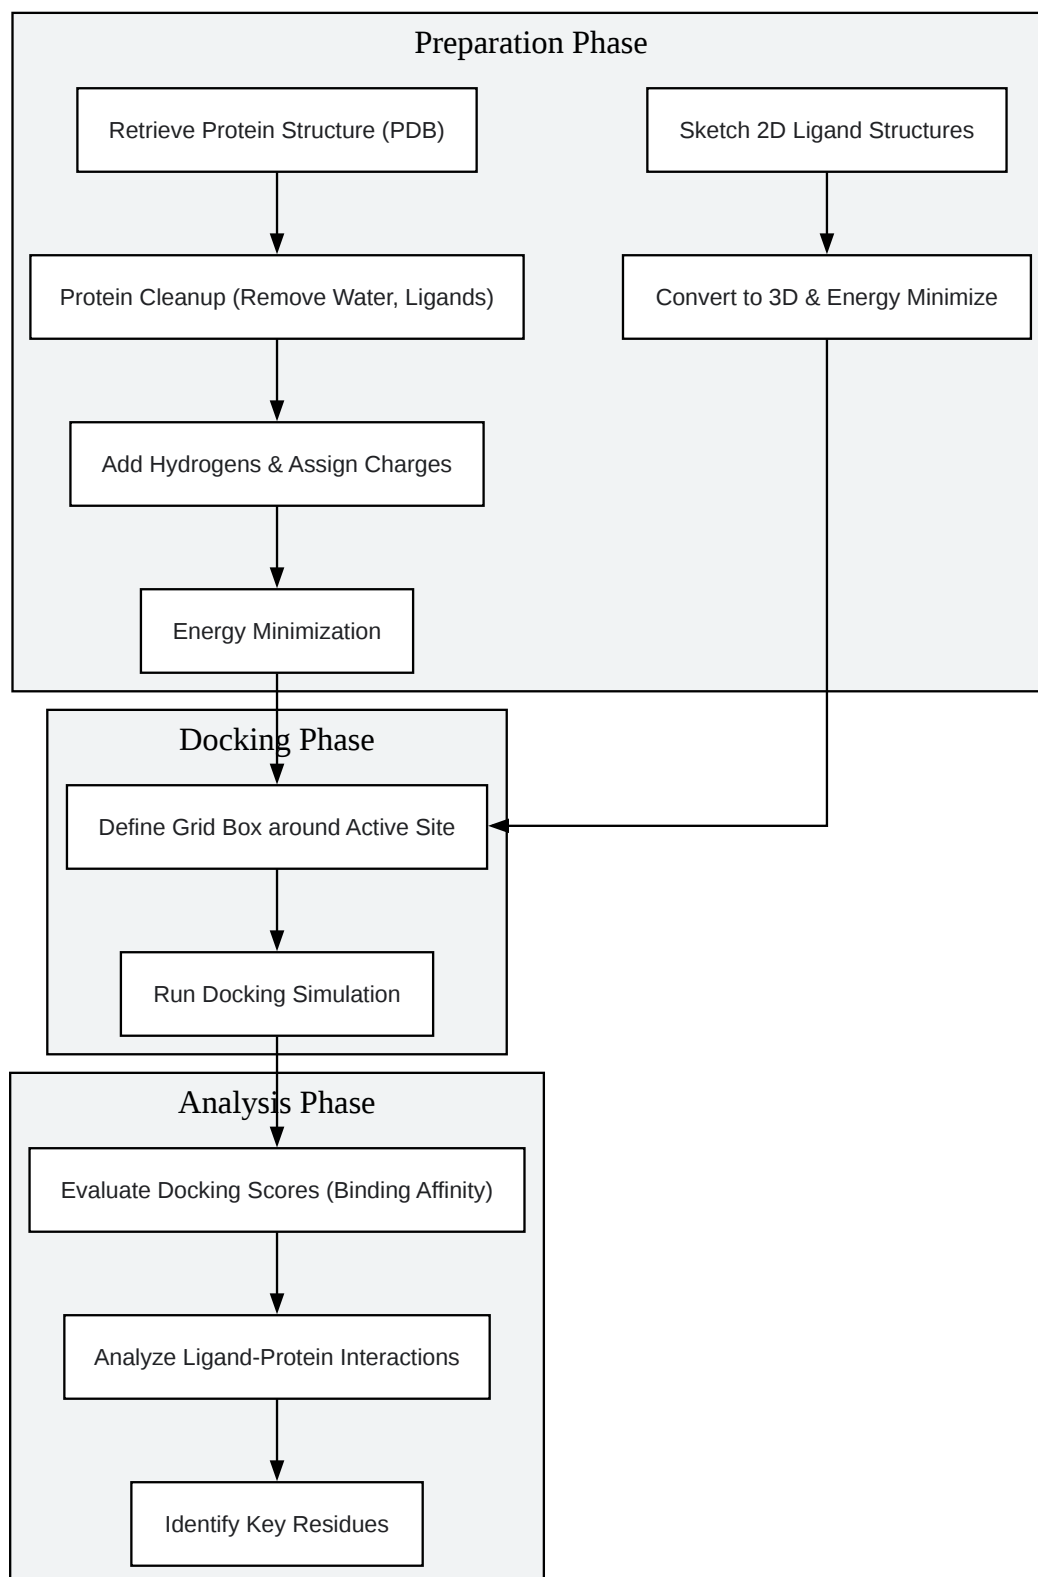 Preparation Phase
Retrieve Protein Structure (PDB)
Sketch 2D Ligand Structures
Protein Cleanup (Remove Water, Ligands)
Convert to 3D & Energy Minimize
Add Hydrogens & Assign Charges
Energy Minimization
Docking Phase
Define Grid Box around Active Site
Run Docking Simulation
Analysis Phase
Evaluate Docking Scores (Binding Affinity)
Analyze Ligand-Protein Interactions
Identify Key Residues